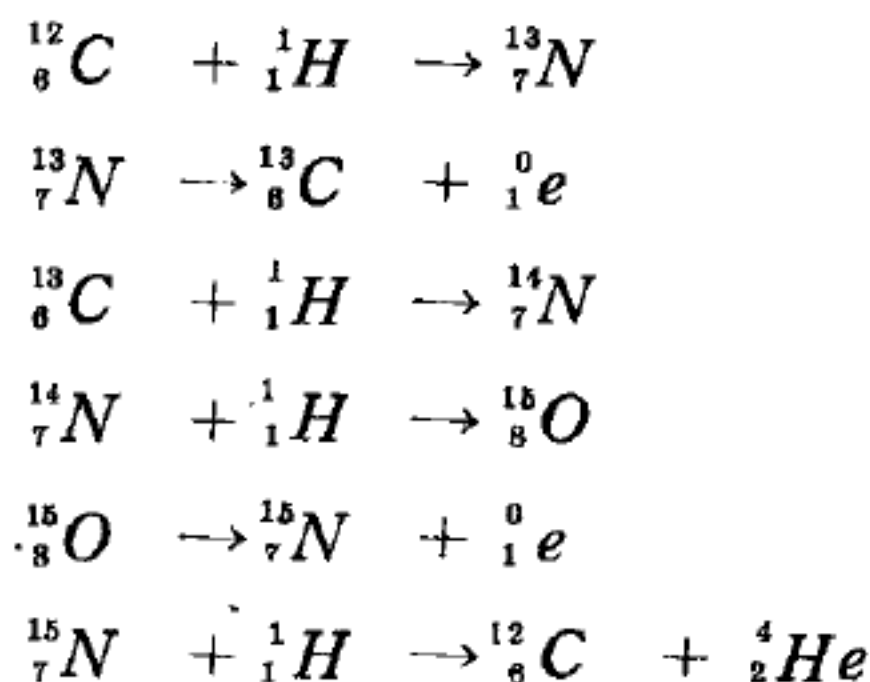 ¹²₆C + ¹₁H → ¹³₇N
¹³₇N → ¹³₆C + ⁰₁e
¹³₆C + ¹₁H → ¹⁴₇N
¹⁴₇N + ¹₁H → ¹⁵₈O
¹⁵₈O → ¹⁵₇N + ⁰₁e
¹⁵₇N + ¹₁H → ¹²₆C + ⁴₂He